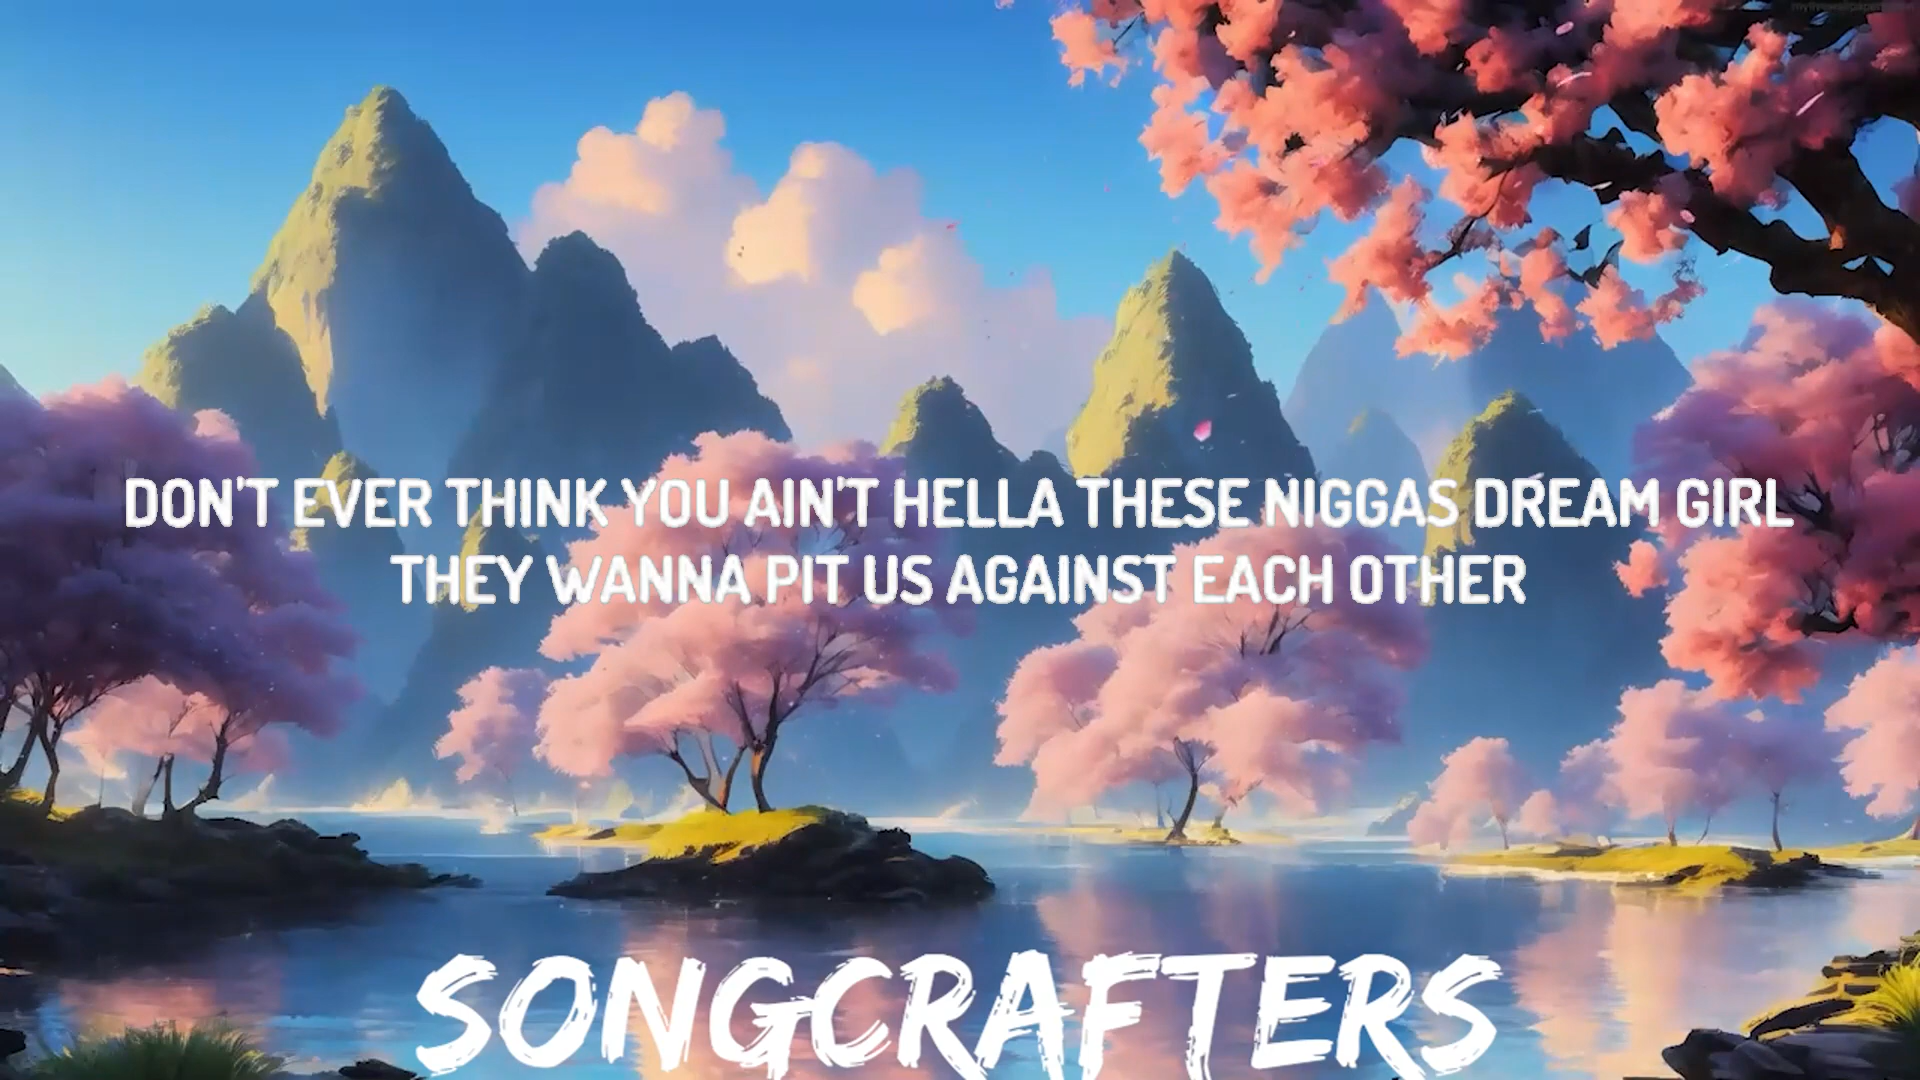 DON'T EVER THINK YOU AIN'T HELLA THESE NIGGAS DREAM GIRL
THEY WANNA PIT US AGAINST EACH OTHER
SONGCRAFTERS